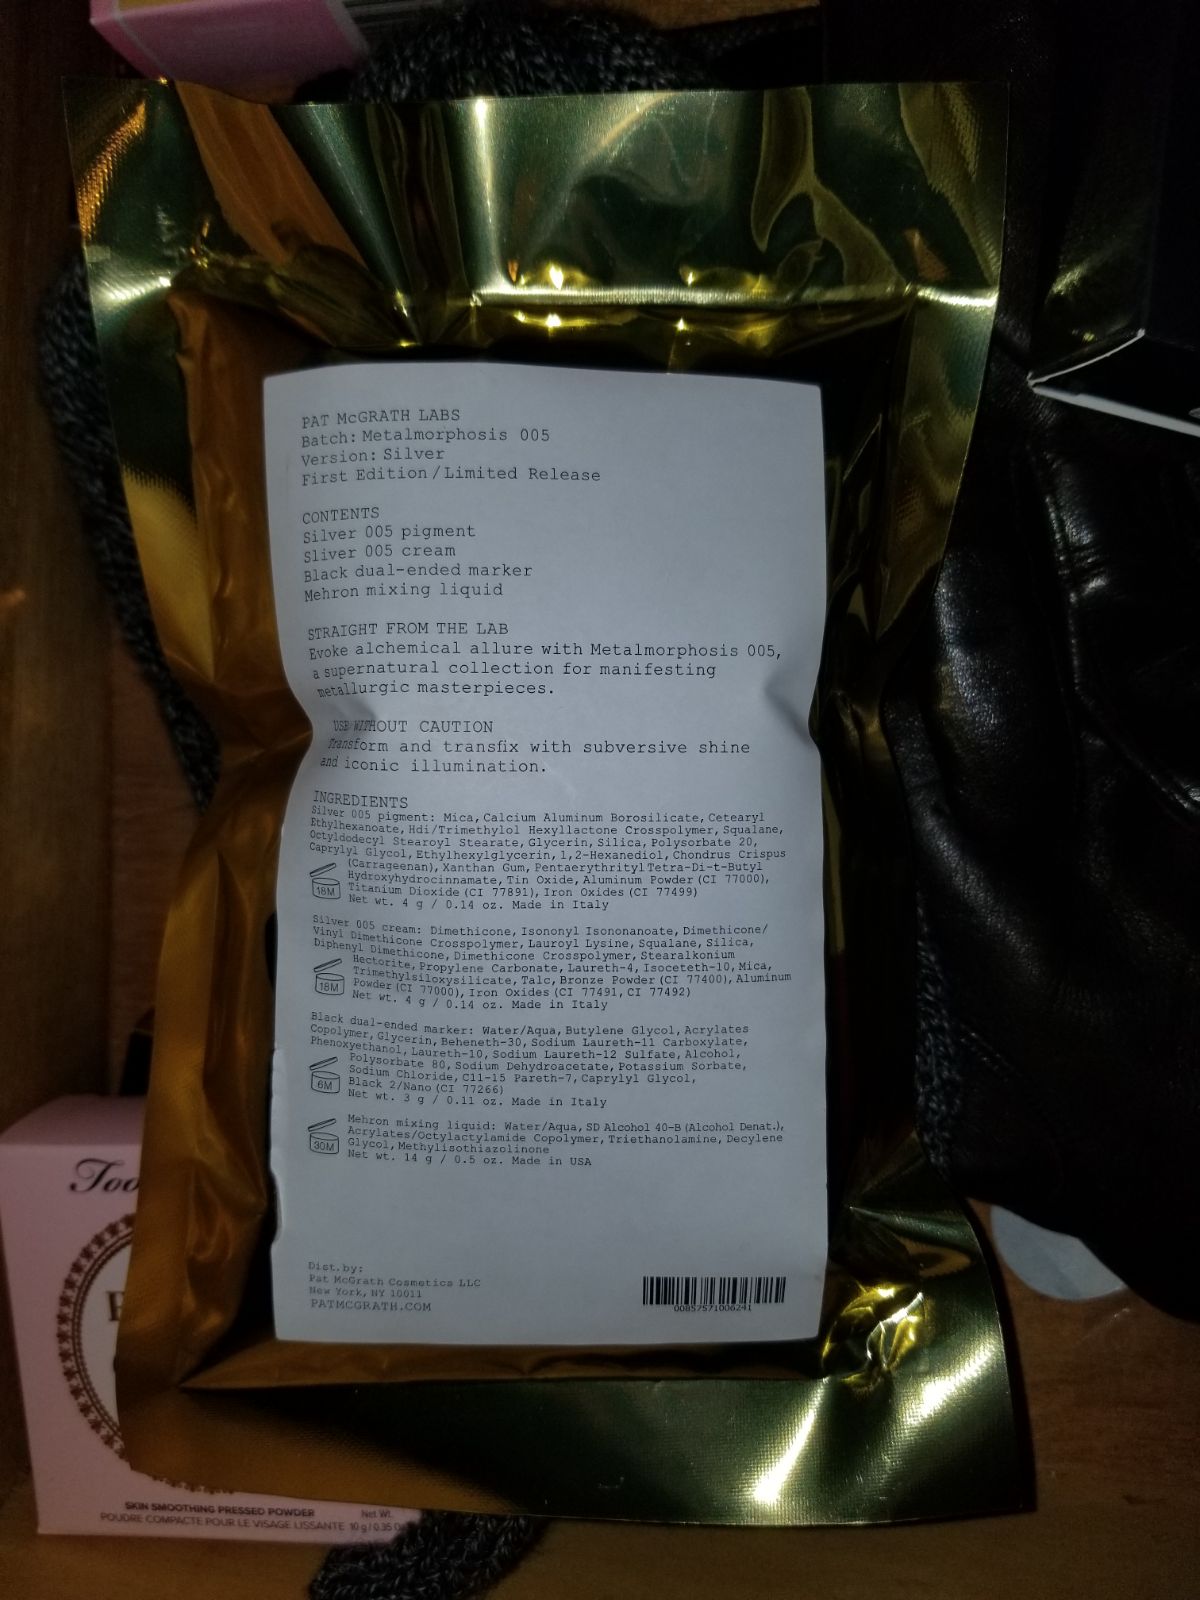 PAT McGRATH LABS
Batch: Metalmorphosis 005
Version: Silver
First Edition / Limited Release
CONTENTS
Silver 005 pigment
Sliver 005 cream
Black dual-ended marker
Mehron mixing liquid
STRAIGHT FROM THE LAB
Evoke alchemical allure with Metalmorphosis 005,
a supernatural collection for manifesting
metallurgic masterpieces.
USE WITHOUT CAUTION
Transform and transfix with subversive shine
and iconic illumination.
INGREDIENTS
Silver 005 pigment: Mica, Calcium Aluminum Borosilicate, Cetearyl
Ethylhexanoate, Hdi/Trimethylol Hexyllactone Crosspolymer, Squalane,
Octyldodecyl Stearoyl Stearate, Glycerin, Silica, Polysorbate 20,
Caprylyl Glycol, Ethylhexylglycerin, 1,2-Hexanediol, Chondrus Crispus
(Carrageenan), Xanthan Gum, Pentaerythrityl Tetra-Di-t-Butyl
Hydroxyhydrocinnamate, Tin Oxide, Aluminum Powder (CI 77000),
Titanium Dioxide (CI 77891), Iron Oxides (CI 77499)
18M
Net wt. 4 g / 0.14 oz. Made in Italy
Silver 005 cream: Dimethicone, Isononyl Isononanoate, Dimethicone/
Vinyl Dimethicone Crosspolymer, Lauroyl Lysine, Squalane, Silica,
Diphenyl Dimethicone, Dimethicone Crosspolymer, Stearalkonium
Hectorite, Propylene Carbonate, Laureth-4, Isoceteth-10, Mica,
Trimethylsiloxysilicate, Talc, Bronze Powder (CI 77400), Aluminum
Powder (CI 77000), Iron Oxides (CI 77491, CI 77492)
18M
Net wt. 4 g / 0.14 oz. Made in Italy
Black dual-ended marker: Water/Aqua, Butylene Glycol, Acrylates
Copolymer, Glycerin, Beheneth-30, Sodium Laureth-11 Carboxylate,
Phenoxyethanol, Laureth-10, Sodium Laureth-12 Sulfate, Alcohol,
Polysorbate 80, Sodium Dehydroacetate, Potassium Sorbate,
Sodium Chloride, C11-15 Pareth-7, Caprylyl Glycol,
Black 2/Nano (CI 77266)
6M
Net wt. 3 g / 0.11 oz. Made in Italy
Mehron mixing liquid: Water/Aqua, SD Alcohol 40-B (Alcohol Denat.),
Acrylates/Octylactylamide Copolymer, Triethanolamine, Decylene
Glycol, Methylisothiazolinone
30M
Net wt. 14 g / 0.5 oz. Made in USA
Dist. by:
Pat McGrath Cosmetics LLC
New York, NY 10011
PATMCGRATH.COM
00857571006241
Too
SKIN SMOOTHING PRESSED POWDER Net Wt.
POUDRE COMPACTE POUR LE VISAGE LISSANTE 10 g / 0.35